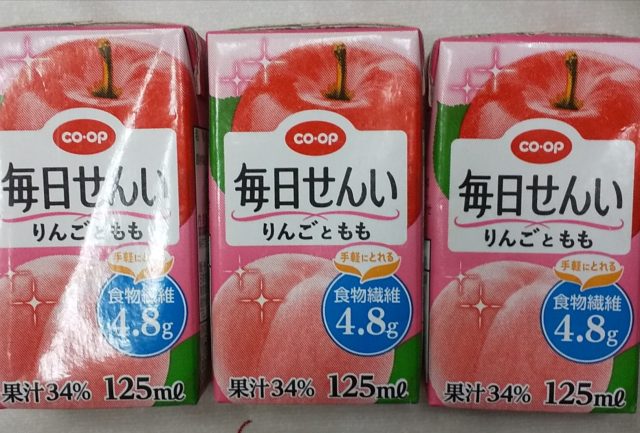 co-op
毎日せんい
りんごともも
手軽にとれる
食物繊維
4.8g
果汁34% 125mℓ
co-op
毎日せんい
りんごともも
手軽にとれる
食物繊維
4.8g
果汁34% 125mℓ
co-op
毎日せんい
りんごともも
手軽にとれる
食物繊維
4.8g
果汁34% 125mℓ